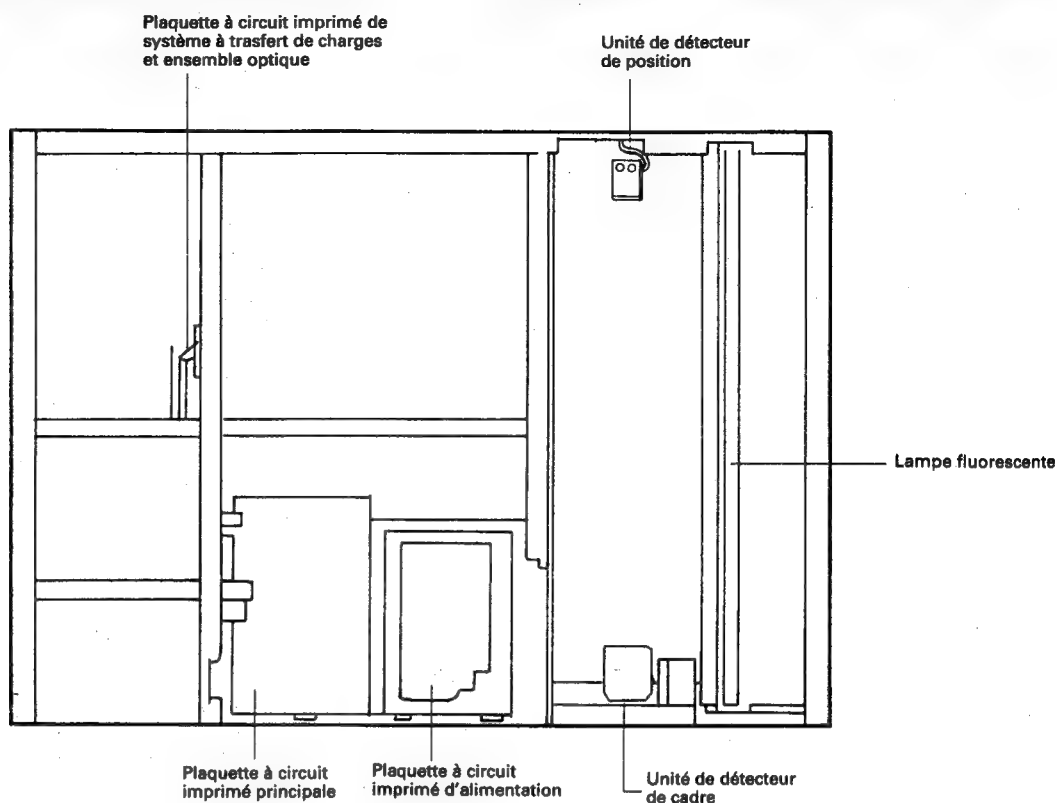 Plaquette à circuit imprimé de
système à trasfert de charges
et ensemble optique
Unité de détecteur
de position
Lampe fluorescente
Plaquette à circuit
imprimé principale
Plaquette à circuit
imprimé d'alimentation
Unité de détecteur
de cadre